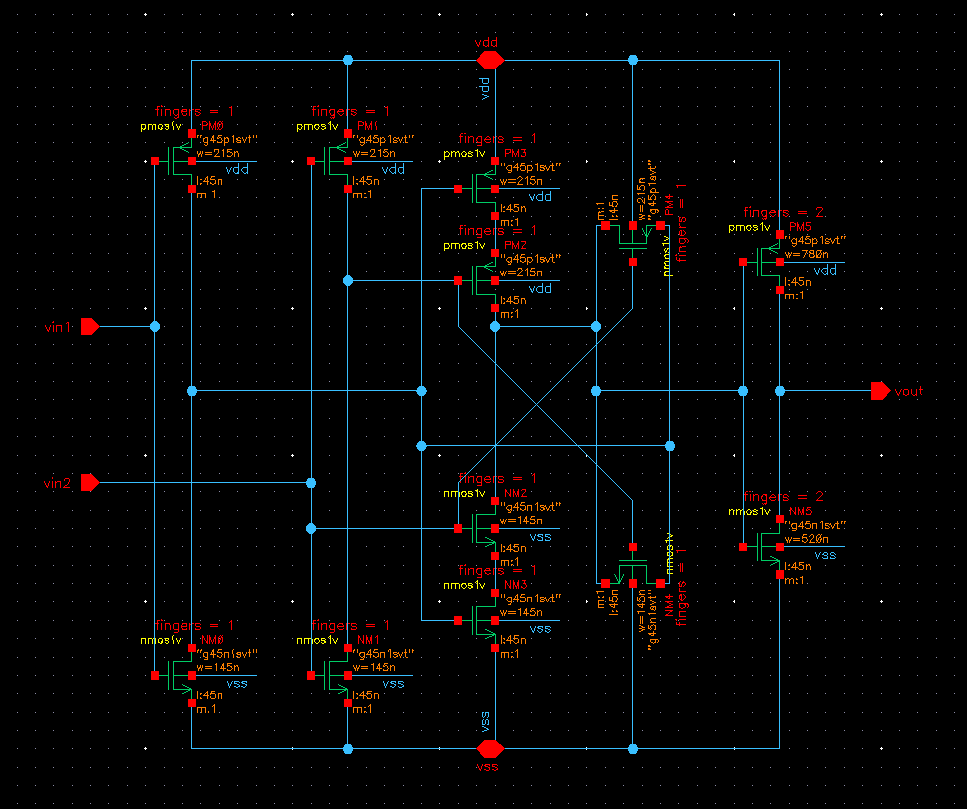 vdd
vdd
fingers = 1
pmos1v
PM0
"g45p1svt"
w=215n
vdd
l:45n
m:1
fingers = 1
pmos1v
PM1
"g45p1svt"
w=215n
vdd
l:45n
m:1
fingers = 1
pmos1v
PM3
"g45p1svt"
w=215n
vdd
l:45n
m:1
fingers = 1
pmos1v
PM2
"g45p1svt"
w=215n
vdd
l:45n
m:1
m:1
l:45n
w=215n
"g45p1svt"
pmos1v
PM4
fingers = 1
fingers = 2
pmos1v
PM5
"g45p1svt"
w=780n
vdd
l:45n
m:1
vin1
vout
vin2
fingers = 1
nmos1v
NM2
"g45n1svt"
w=145n
vss
l:45n
m:1
fingers = 1
nmos1v
NM3
"g45n1svt"
w=145n
vss
l:45n
m:1
m:1
l:45n
w=145n
"g45n1svt"
nmos1v
NM4
fingers = 1
fingers = 2
nmos1v
NM5
"g45n1svt"
w=520n
vss
l:45n
m:1
fingers = 1
nmos1v
NM0
"g45n1svt"
w=145n
vss
l:45n
m:1
fingers = 1
nmos1v
NM1
"g45n1svt"
w=145n
vss
l:45n
m:1
vss
vss